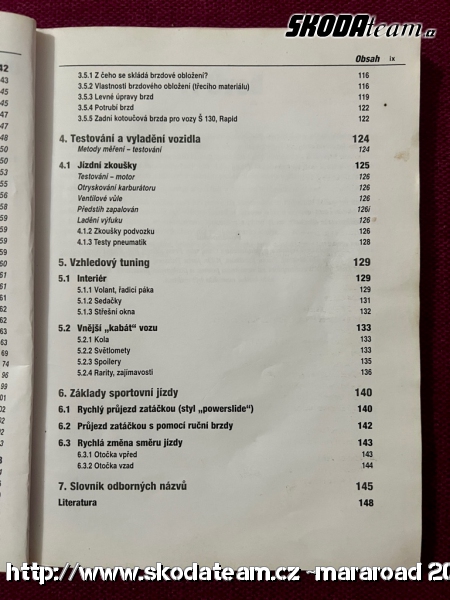 ŠKODAteam.cz
Obsah ix
3.5.1 Z čeho se skládá brzdové obložení? 116
3.5.2 Vlastnosti brzdového obložení (třecího materiálu) 116
3.5.3 Levné úpravy brzd 119
3.5.4 Potrubí brzd 122
3.5.5 Zadní kotoučová brzda pro vozy Š 130, Rapid 122
4. Testování a vyladění vozidla 124
Metody měření – testování 124
4.1 Jízdní zkoušky 125
Testování – motor 126
Otryskování karburátoru 126
Ventilové vůle 126
Předstih zapalován 126i
Ladění výfuku 126
4.1.2 Zkoušky podvozku 126
4.1.3 Testy pneumatik 128
5. Vzhledový tuning 129
5.1 Interiér 129
5.1.1 Volant, řadící páka 129
5.1.2 Sedačky 131
5.1.3 Střešní okna 132
5.2 Vnější „kabát“ vozu 133
5.2.1 Kola 133
5.2.2 Světlomety 133
5.2.3 Spoilery 135
5.2.4 Rarity, zajímavosti 136
6. Základy sportovní jízdy 140
6.1 Rychlý průjezd zatáčkou (styl „powerslide“) 140
6.2 Průjezd zatáčkou s pomocí ruční brzdy 142
6.3 Rychlá změna směru jízdy 143
6.3.1 Otočka vpřed 143
6.3.2 Otočka vzad 144
7. Slovník odborných názvů 145
Literatura 148
http://www.skodateam.cz -mararoad 20